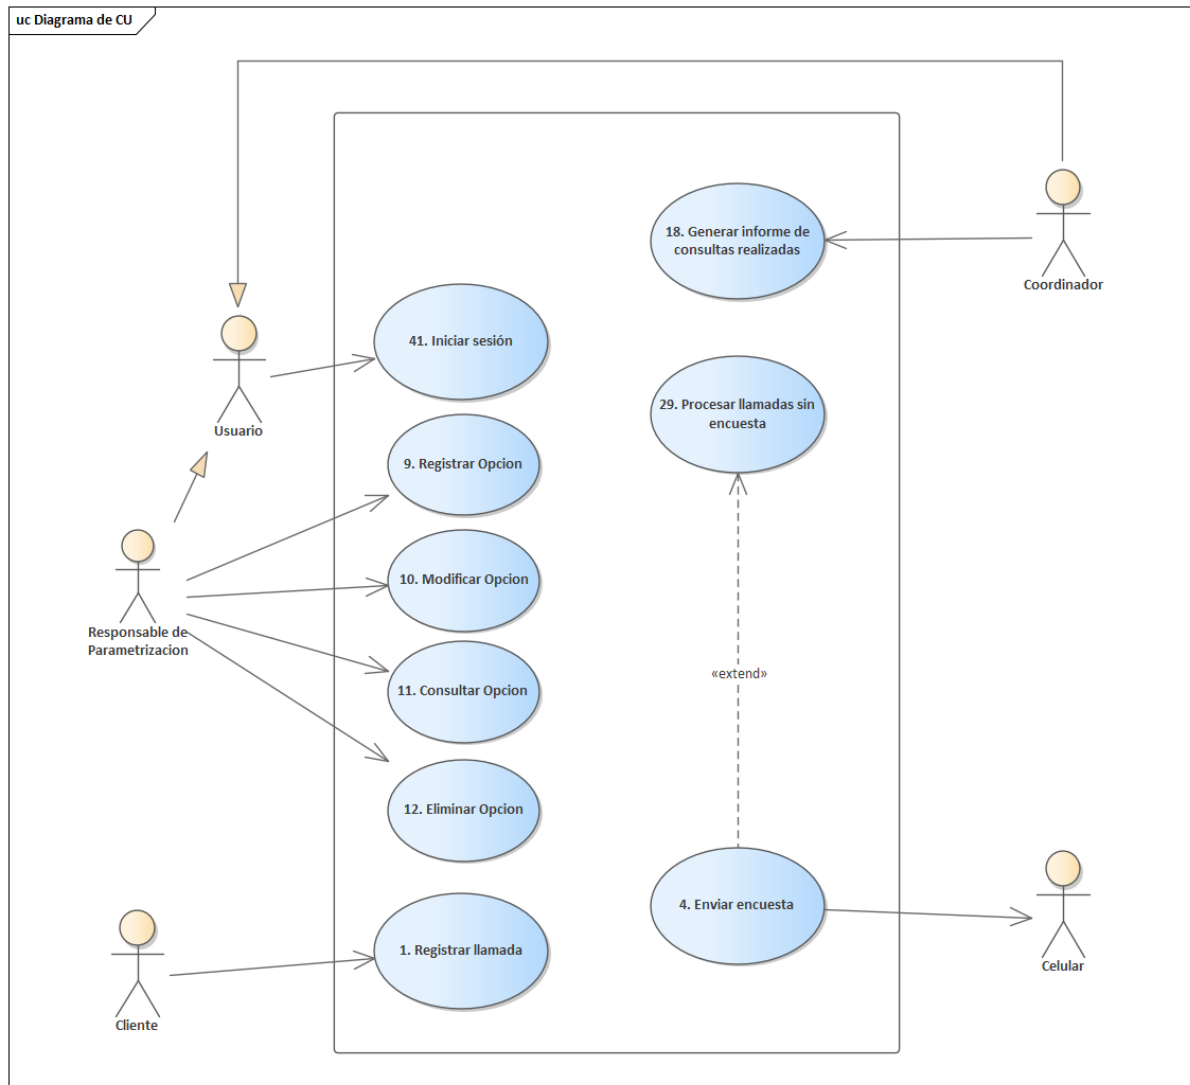 uc Diagrama de CU
18. Generar informe de
consultas realizadas
Coordinador
41. Iniciar sesión
Usuario
29. Procesar llamadas sin
encuesta
9. Registrar Opcion
10. Modificar Opcion
Responsable de
Parametrizacion
«extend»
11. Consultar Opcion
12. Eliminar Opcion
4. Enviar encuesta
Celular
1. Registrar llamada
Cliente